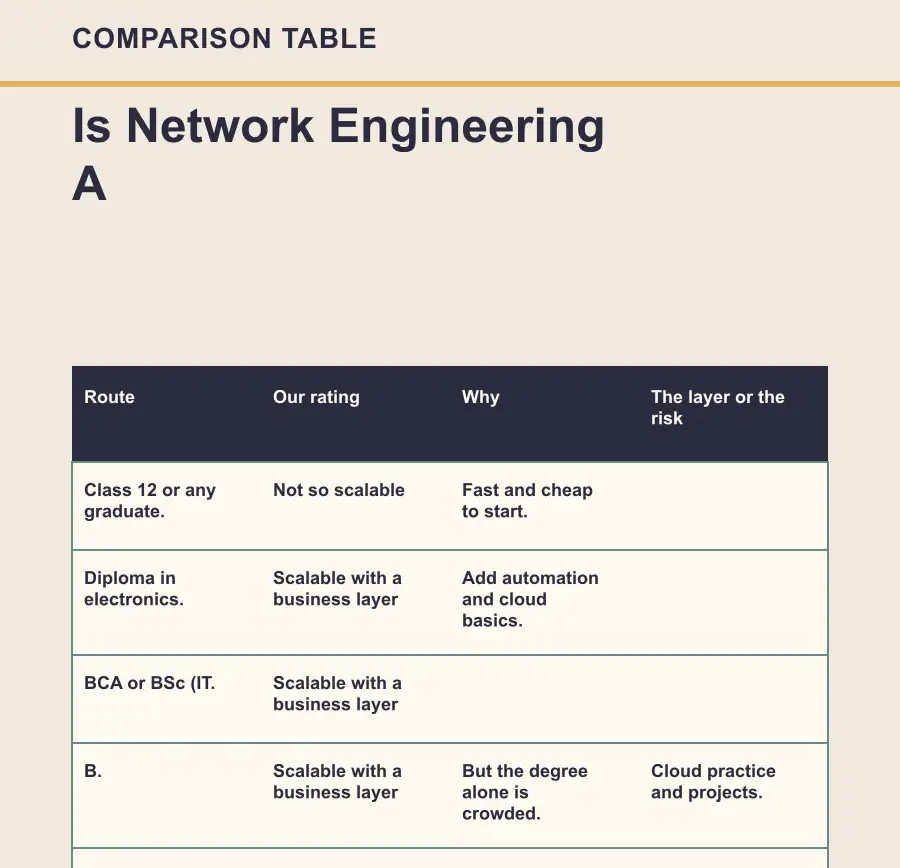 COMPARISON TABLE
Is Network Engineering
A
Route
Our rating
Why
The layer or the
risk
Class 12 or any
graduate.
Not so scalable
Fast and cheap
to start.
Diploma in
electronics.
Scalable with a
business layer
Add automation
and cloud
basics.
BCA or BSc (IT.
Scalable with a
business layer
B.
Scalable with a
business layer
But the degree
alone is
crowded.
Cloud practice
and projects.